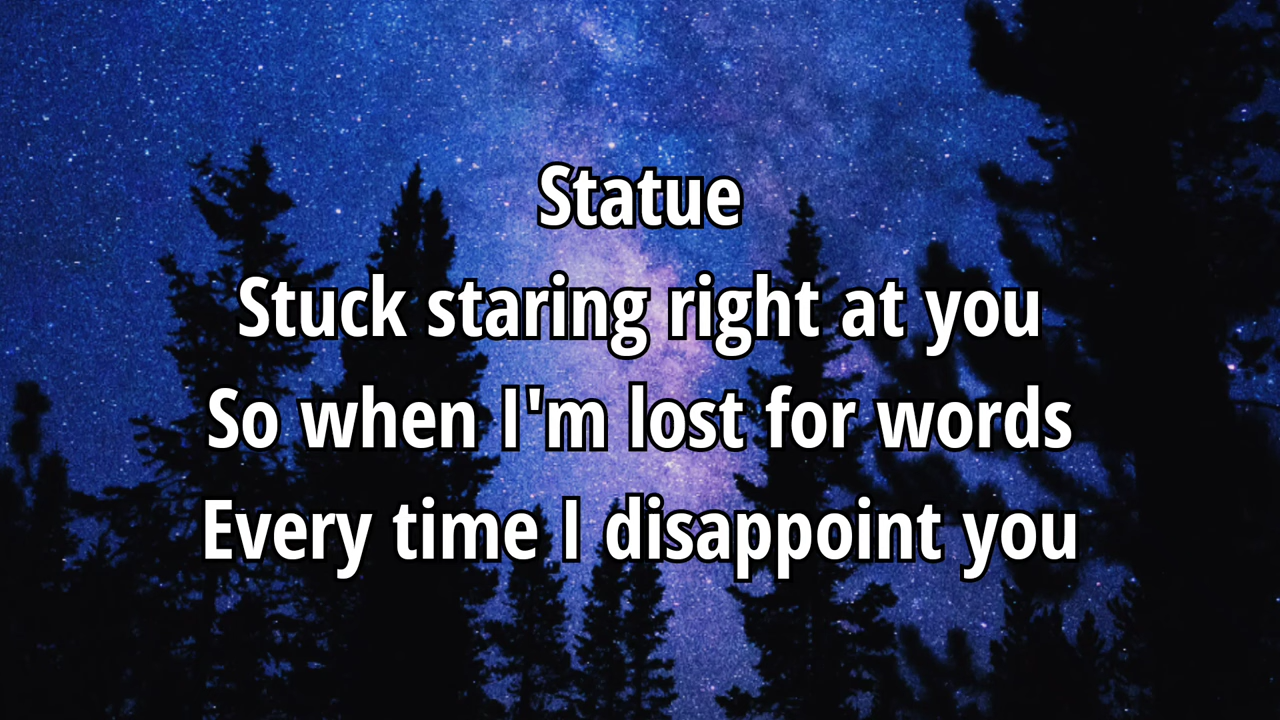 Statue
Stuck staring right at you
So when I'm lost for words
Every time I disappoint you